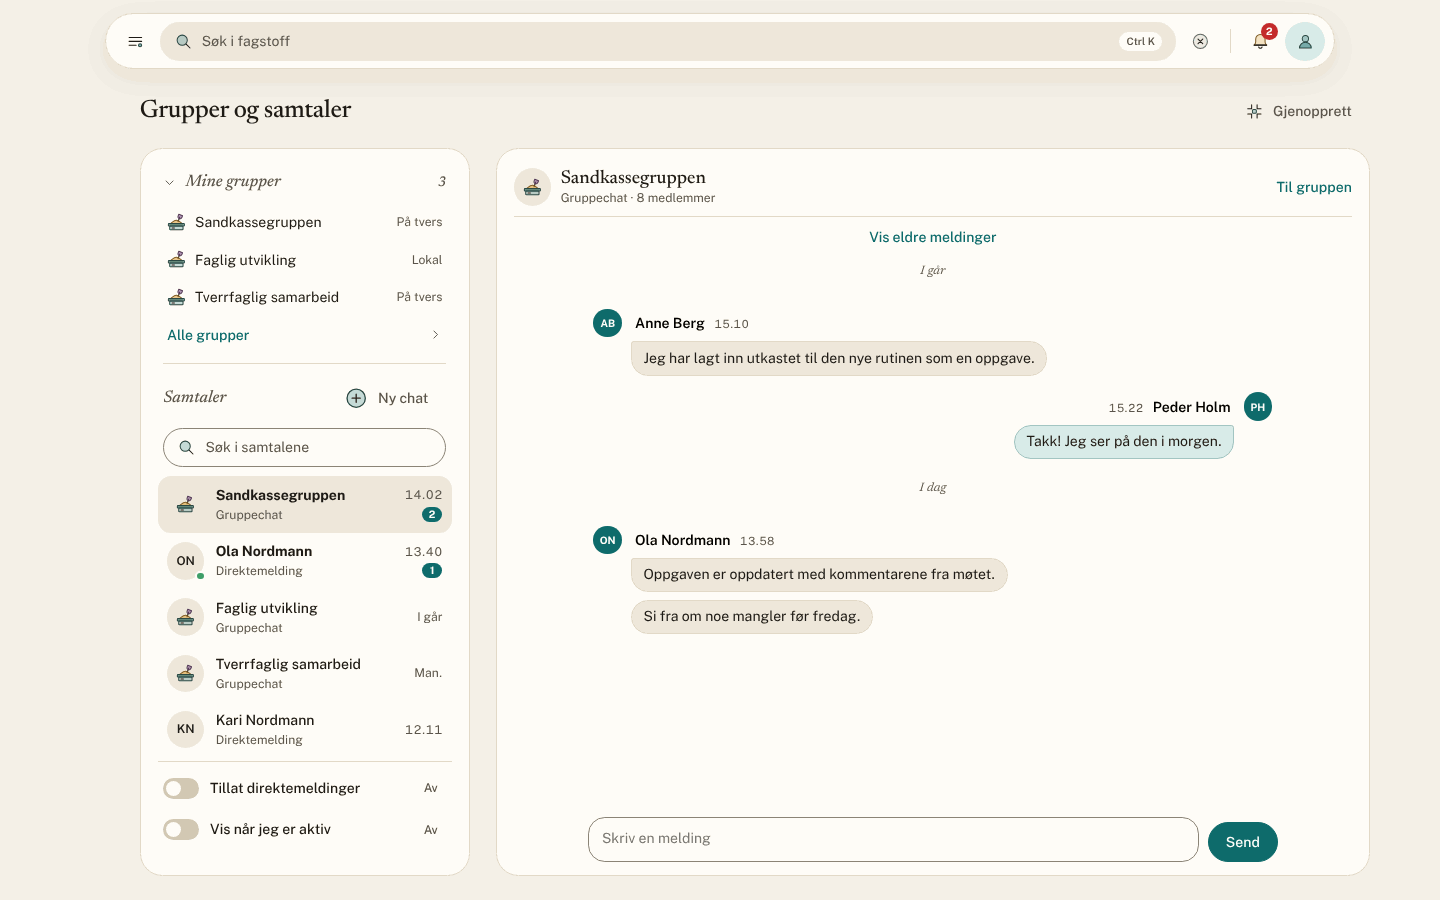 Søk i fagstoff
Ctrl K
2
Grupper og samtaler
Gjenopprett
Mine grupper
3
Sandkassegruppen
På tvers
Faglig utvikling
Lokal
Tverrfaglig samarbeid
På tvers
Alle grupper
Samtaler
Ny chat
Søk i samtalene
Sandkassegruppen
14.02
Gruppechat
2
ON
Ola Nordmann
13.40
Direktemelding
1
Faglig utvikling
Gruppechat
I går
Tverrfaglig samarbeid
Gruppechat
Man.
KN
Kari Nordmann
Direktemelding
12.11
Tillat direktemeldinger
Av
Vis når jeg er aktiv
Av
Sandkassegruppen
Gruppechat · 8 medlemmer
Til gruppen
Vis eldre meldinger
I går
AB
Anne Berg 15.10
Jeg har lagt inn utkastet til den nye rutinen som en oppgave.
15.22 Peder Holm
PH
Takk! Jeg ser på den i morgen.
I dag
ON
Ola Nordmann 13.58
Oppgaven er oppdatert med kommentarene fra møtet.
Si fra om noe mangler før fredag.
Skriv en melding
Send